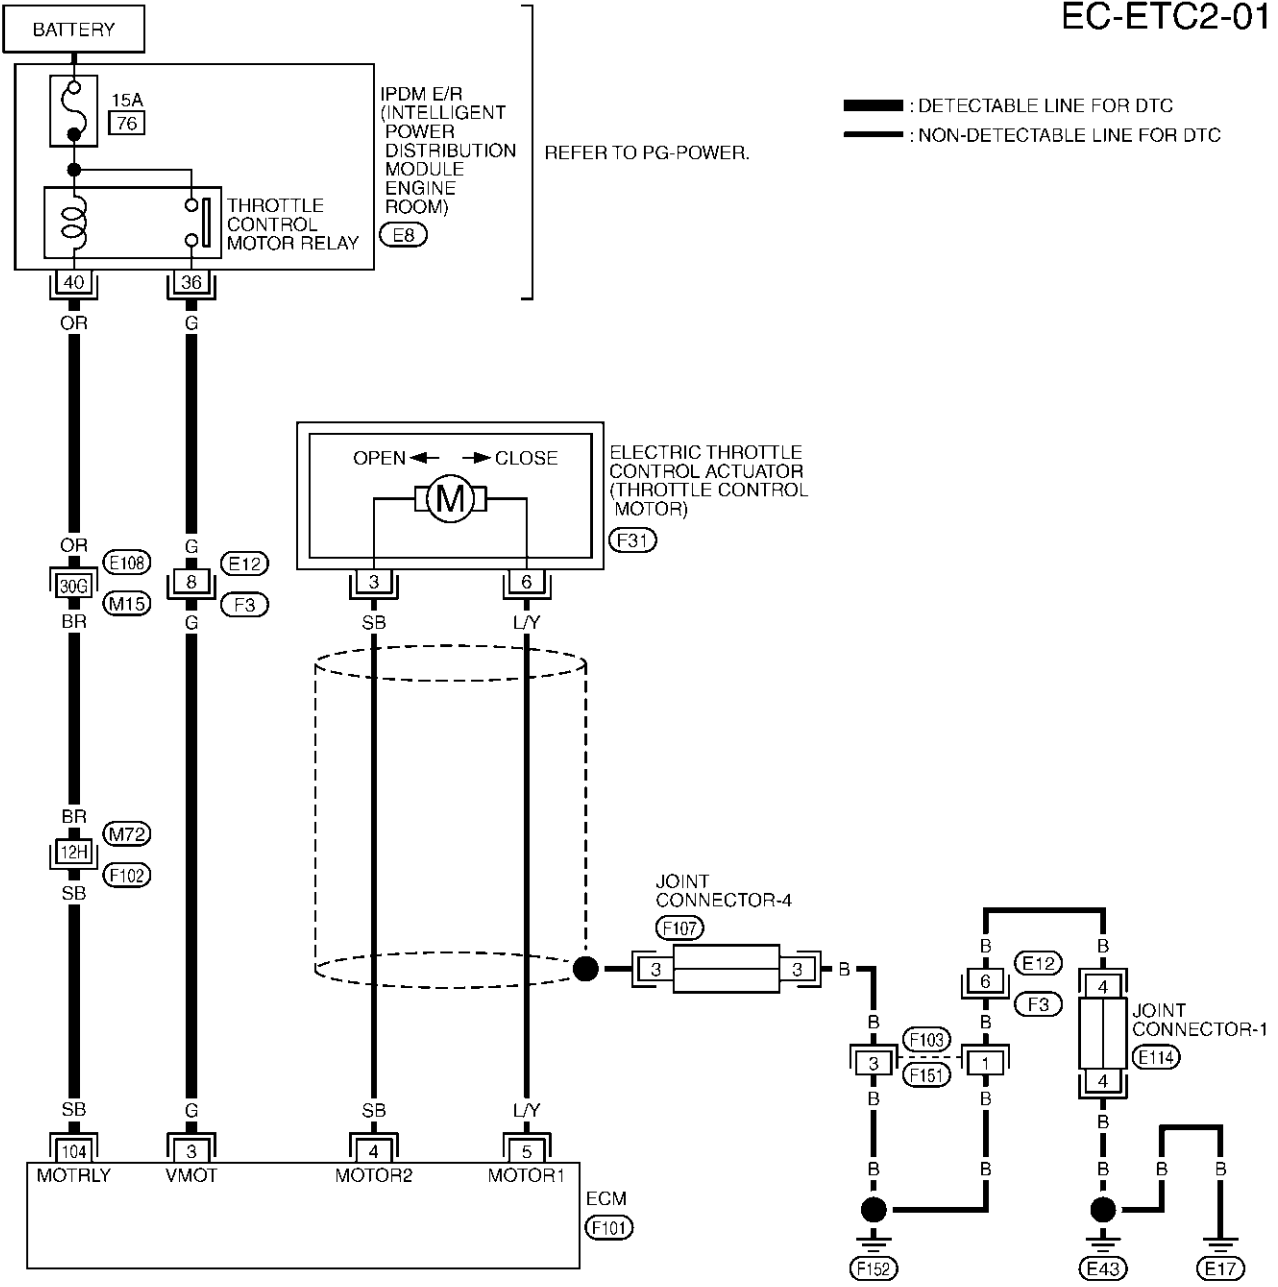 EC-ETC2-01
BATTERY
: DETECTABLE LINE FOR DTC
: NON-DETECTABLE LINE FOR DTC
15A
76
IPDM E/R
(INTELLIGENT
POWER
DISTRIBUTION
MODULE
ENGINE
ROOM)
E8
REFER TO PG-POWER.
THROTTLE
CONTROL
MOTOR RELAY
40
36
OR
G
OPEN
CLOSE
M
ELECTRIC THROTTLE
CONTROL ACTUATOR
(THROTTLE CONTROL
MOTOR)
F31
OR
E108
G
E12
30G
8
3
6
M15
F3
BR
G
SB
L/Y
BR
M72
12H
F102
SB
JOINT
CONNECTOR-4
F107
3
3
B
B
B
E12
6
F3
4
JOINT
CONNECTOR-1
E114
4
B
B
F103
3
1
F151
B
B
B
SB
G
SB
L/Y
104
3
4
5
MOTRLY
VMOT
MOTOR2
MOTOR1
ECM
F101
B
B
B
B
B
F152
E43
E17